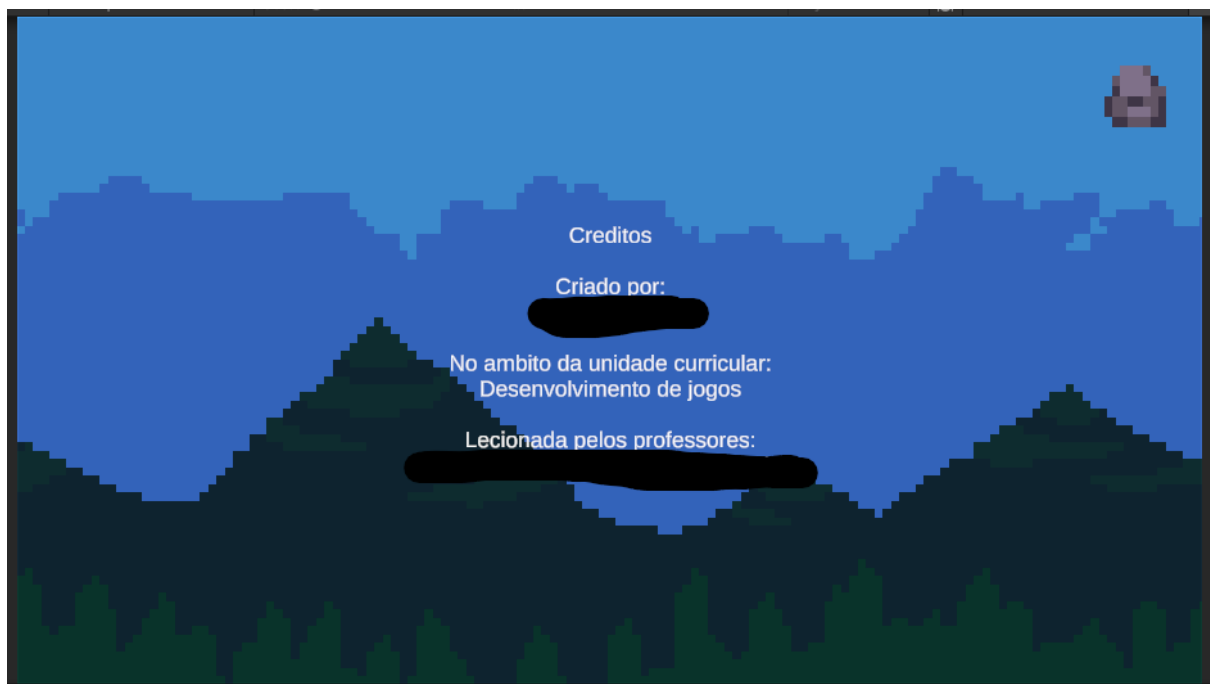 Creditos
Criado por:
No ambito da unidade curricular:
Desenvolvimento de jogos
Lecionada pelos professores: